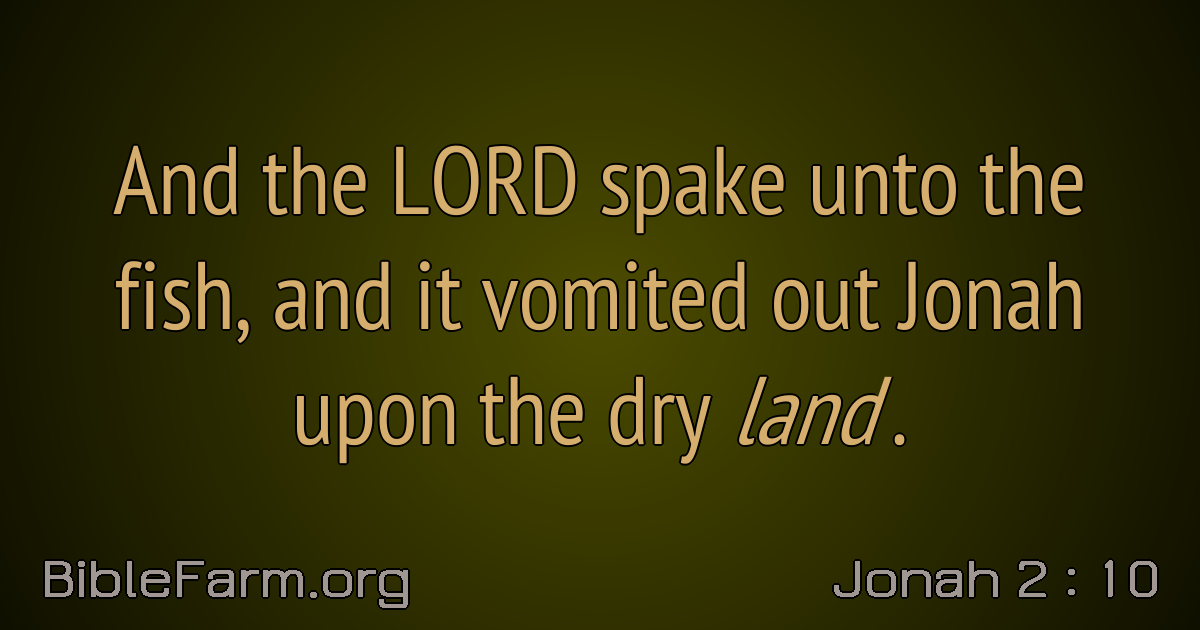 And the LORD spake unto the
fish, and it vomited out Jonah
upon the dry land .
BibleFarm.org
Jonah 2 : 10